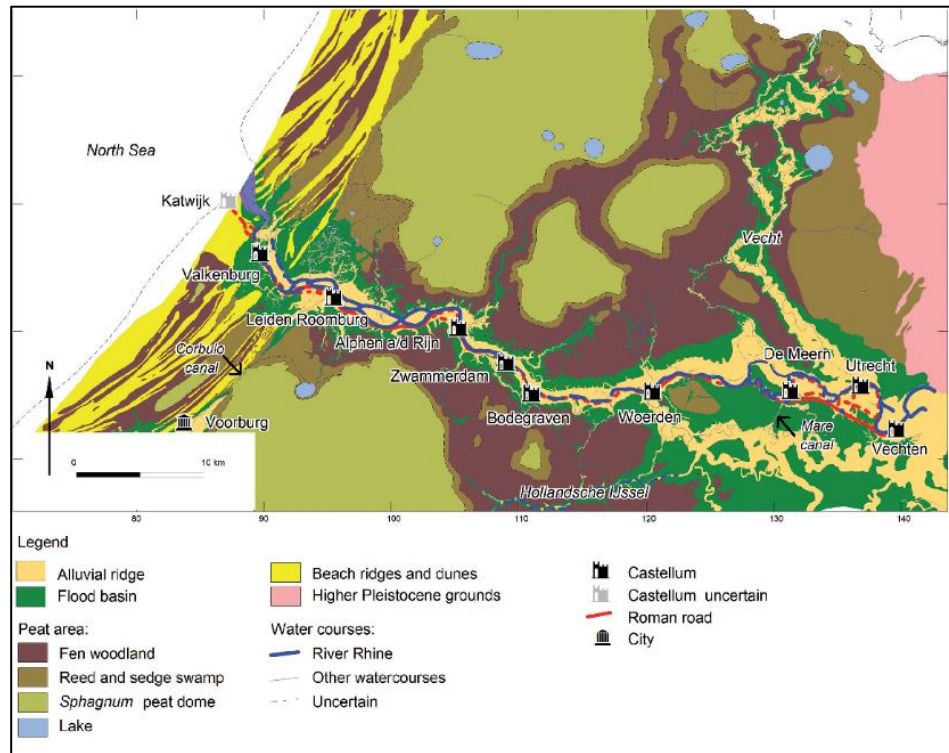 North Sea
Katwijk
Valkenburg
Leiden Roomburg
Alphen a/d Rijn
Zwammerdam
Bodegraven
Woerden
De Meern
Utrecht
Vechten
Vecht
Corbulo
canal
Voorburg
Mare
canal
Hollandsche IJssel
N
0 10 km
80 90 100 110 120 130 140
Legend
Alluvial ridge
Flood basin
Peat area:
Fen woodland
Reed and sedge swamp
Sphagnum peat dome
Lake
Beach ridges and dunes
Higher Pleistocene grounds
Water courses:
River Rhine
Other watercourses
Uncertain
Castellum
Castellum uncertain
Roman road
City